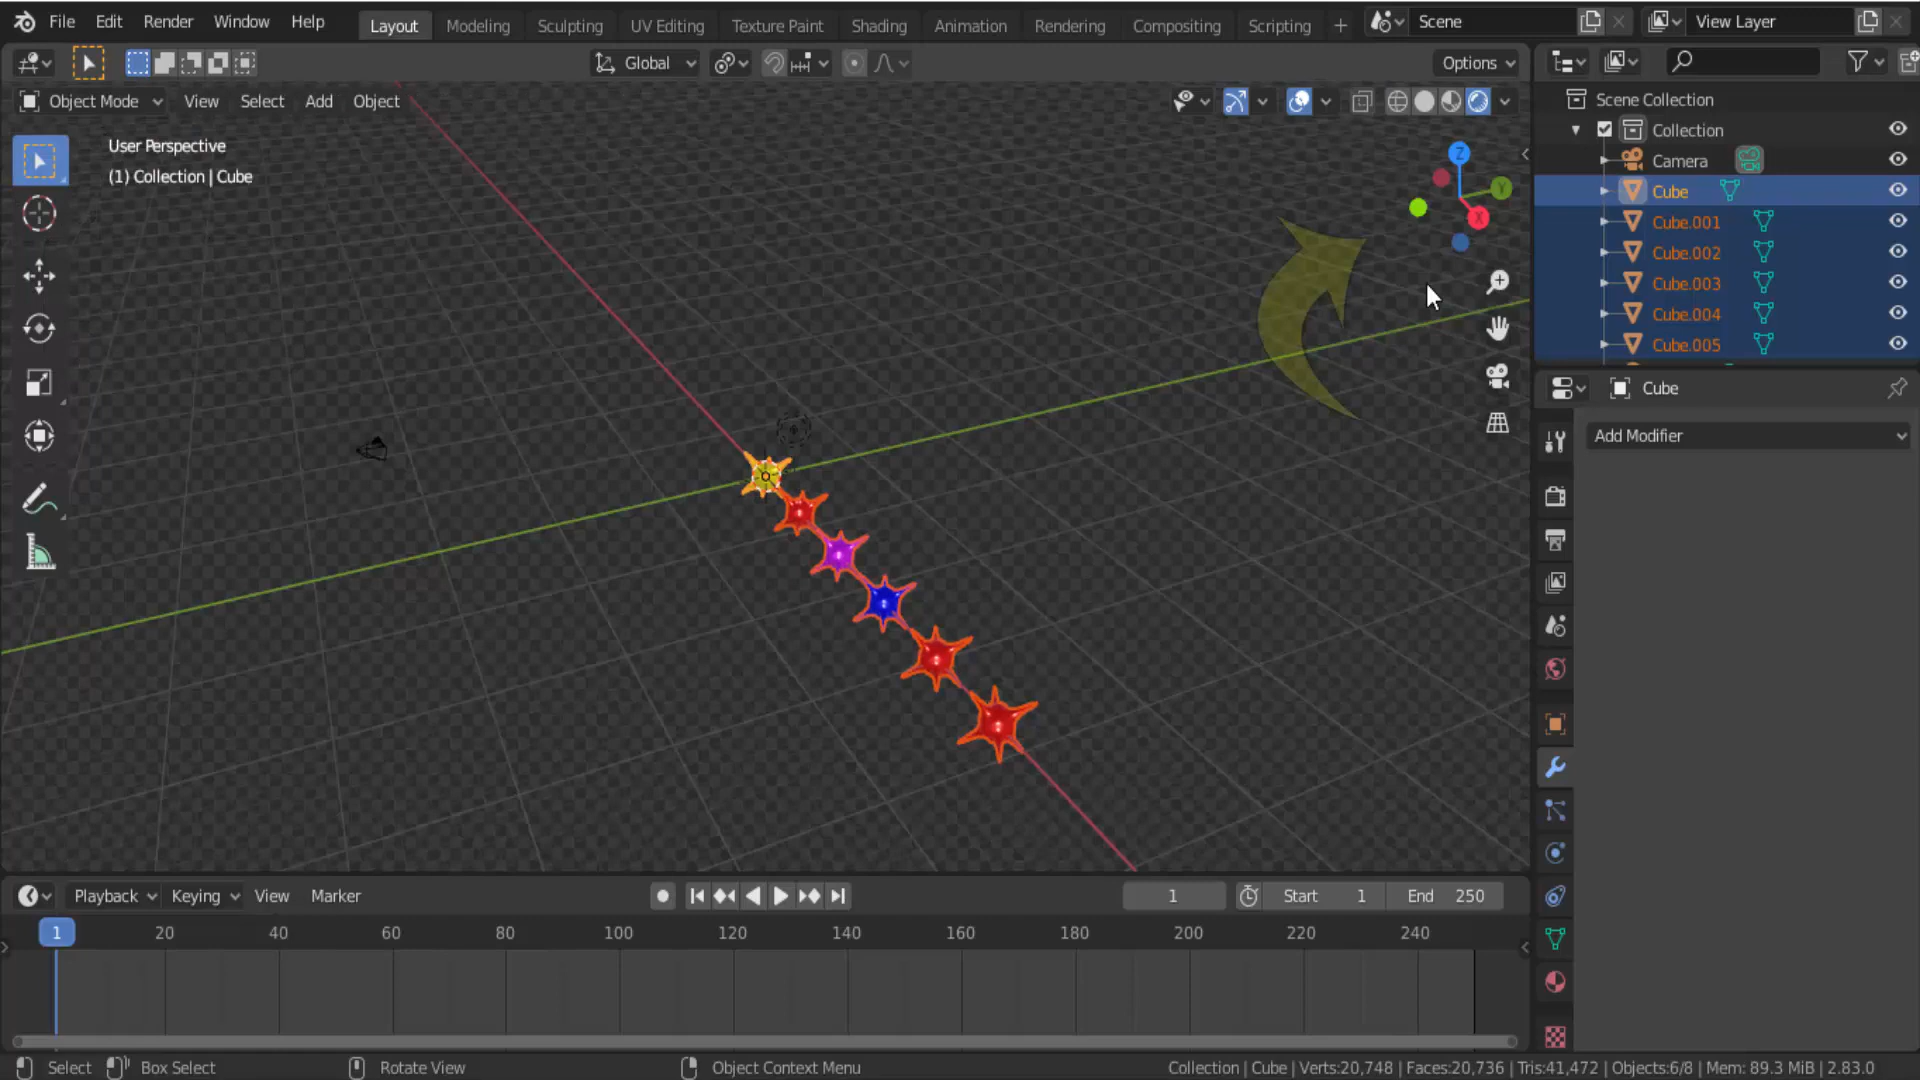 File Edit Render Window Help Layout Modeling Sculpting UV Editing Texture Paint Shading Animation Rendering Compositing Scripting + Scene View Layer
Global Options
Object Mode View Select Add Object
Scene Collection
Collection
User Perspective
(1) Collection | Cube
Z
Y
X
Camera
Cube
Cube.001
Cube.002
Cube.003
Cube.004
Cube.005
Cube
Add Modifier
Playback Keying View Marker 1 Start 1 End 250
1 20 40 60 80 100 120 140 160 180 200 220 240
Select Box Select Rotate View Object Context Menu Collection | Cube | Verts:20,748 | Faces:20,736 | Tris:41,472 | Objects:6/8 | Mem: 89.3 MiB | 2.83.0